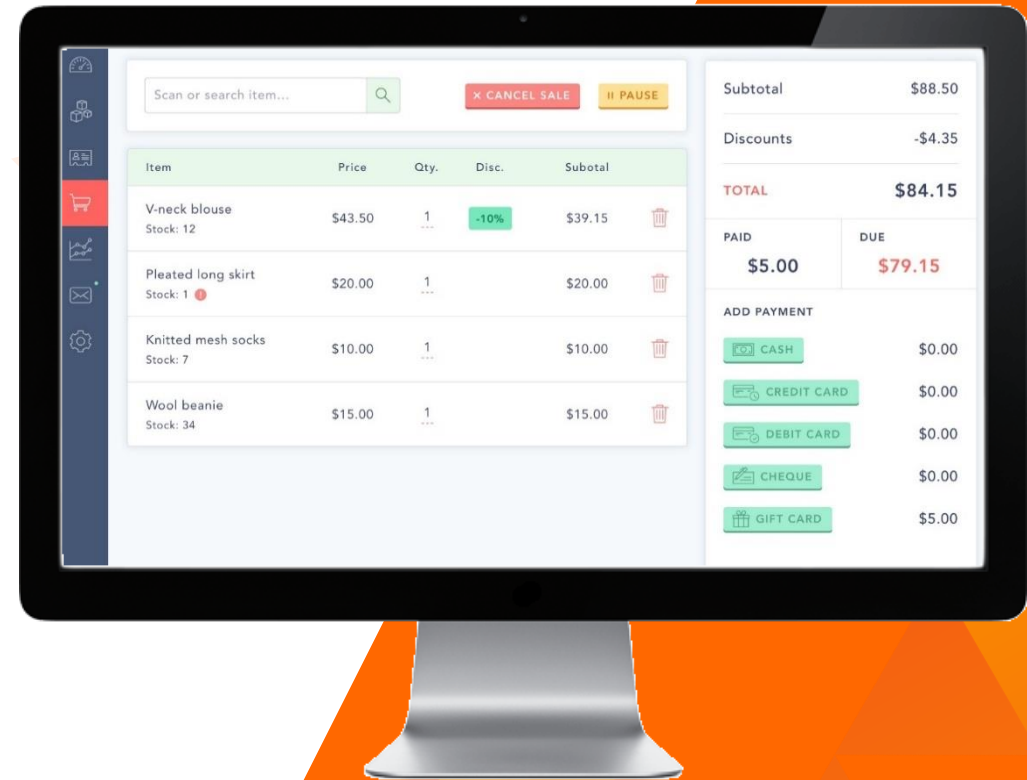 Scan or search item...
× CANCEL SALE
II PAUSE
Item Price Qty. Disc. Subotal
V-neck blouse
Stock: 12
$43.50 1 -10% $39.15
Pleated long skirt
Stock: 1 !
$20.00 1 $20.00
Knitted mesh socks
Stock: 7
$10.00 1 $10.00
Wool beanie
Stock: 34
$15.00 1 $15.00
Subtotal $88.50
Discounts -$4.35
TOTAL $84.15
PAID DUE
$5.00 $79.15
ADD PAYMENT
CASH $0.00
CREDIT CARD $0.00
DEBIT CARD $0.00
CHEQUE $0.00
GIFT CARD $5.00